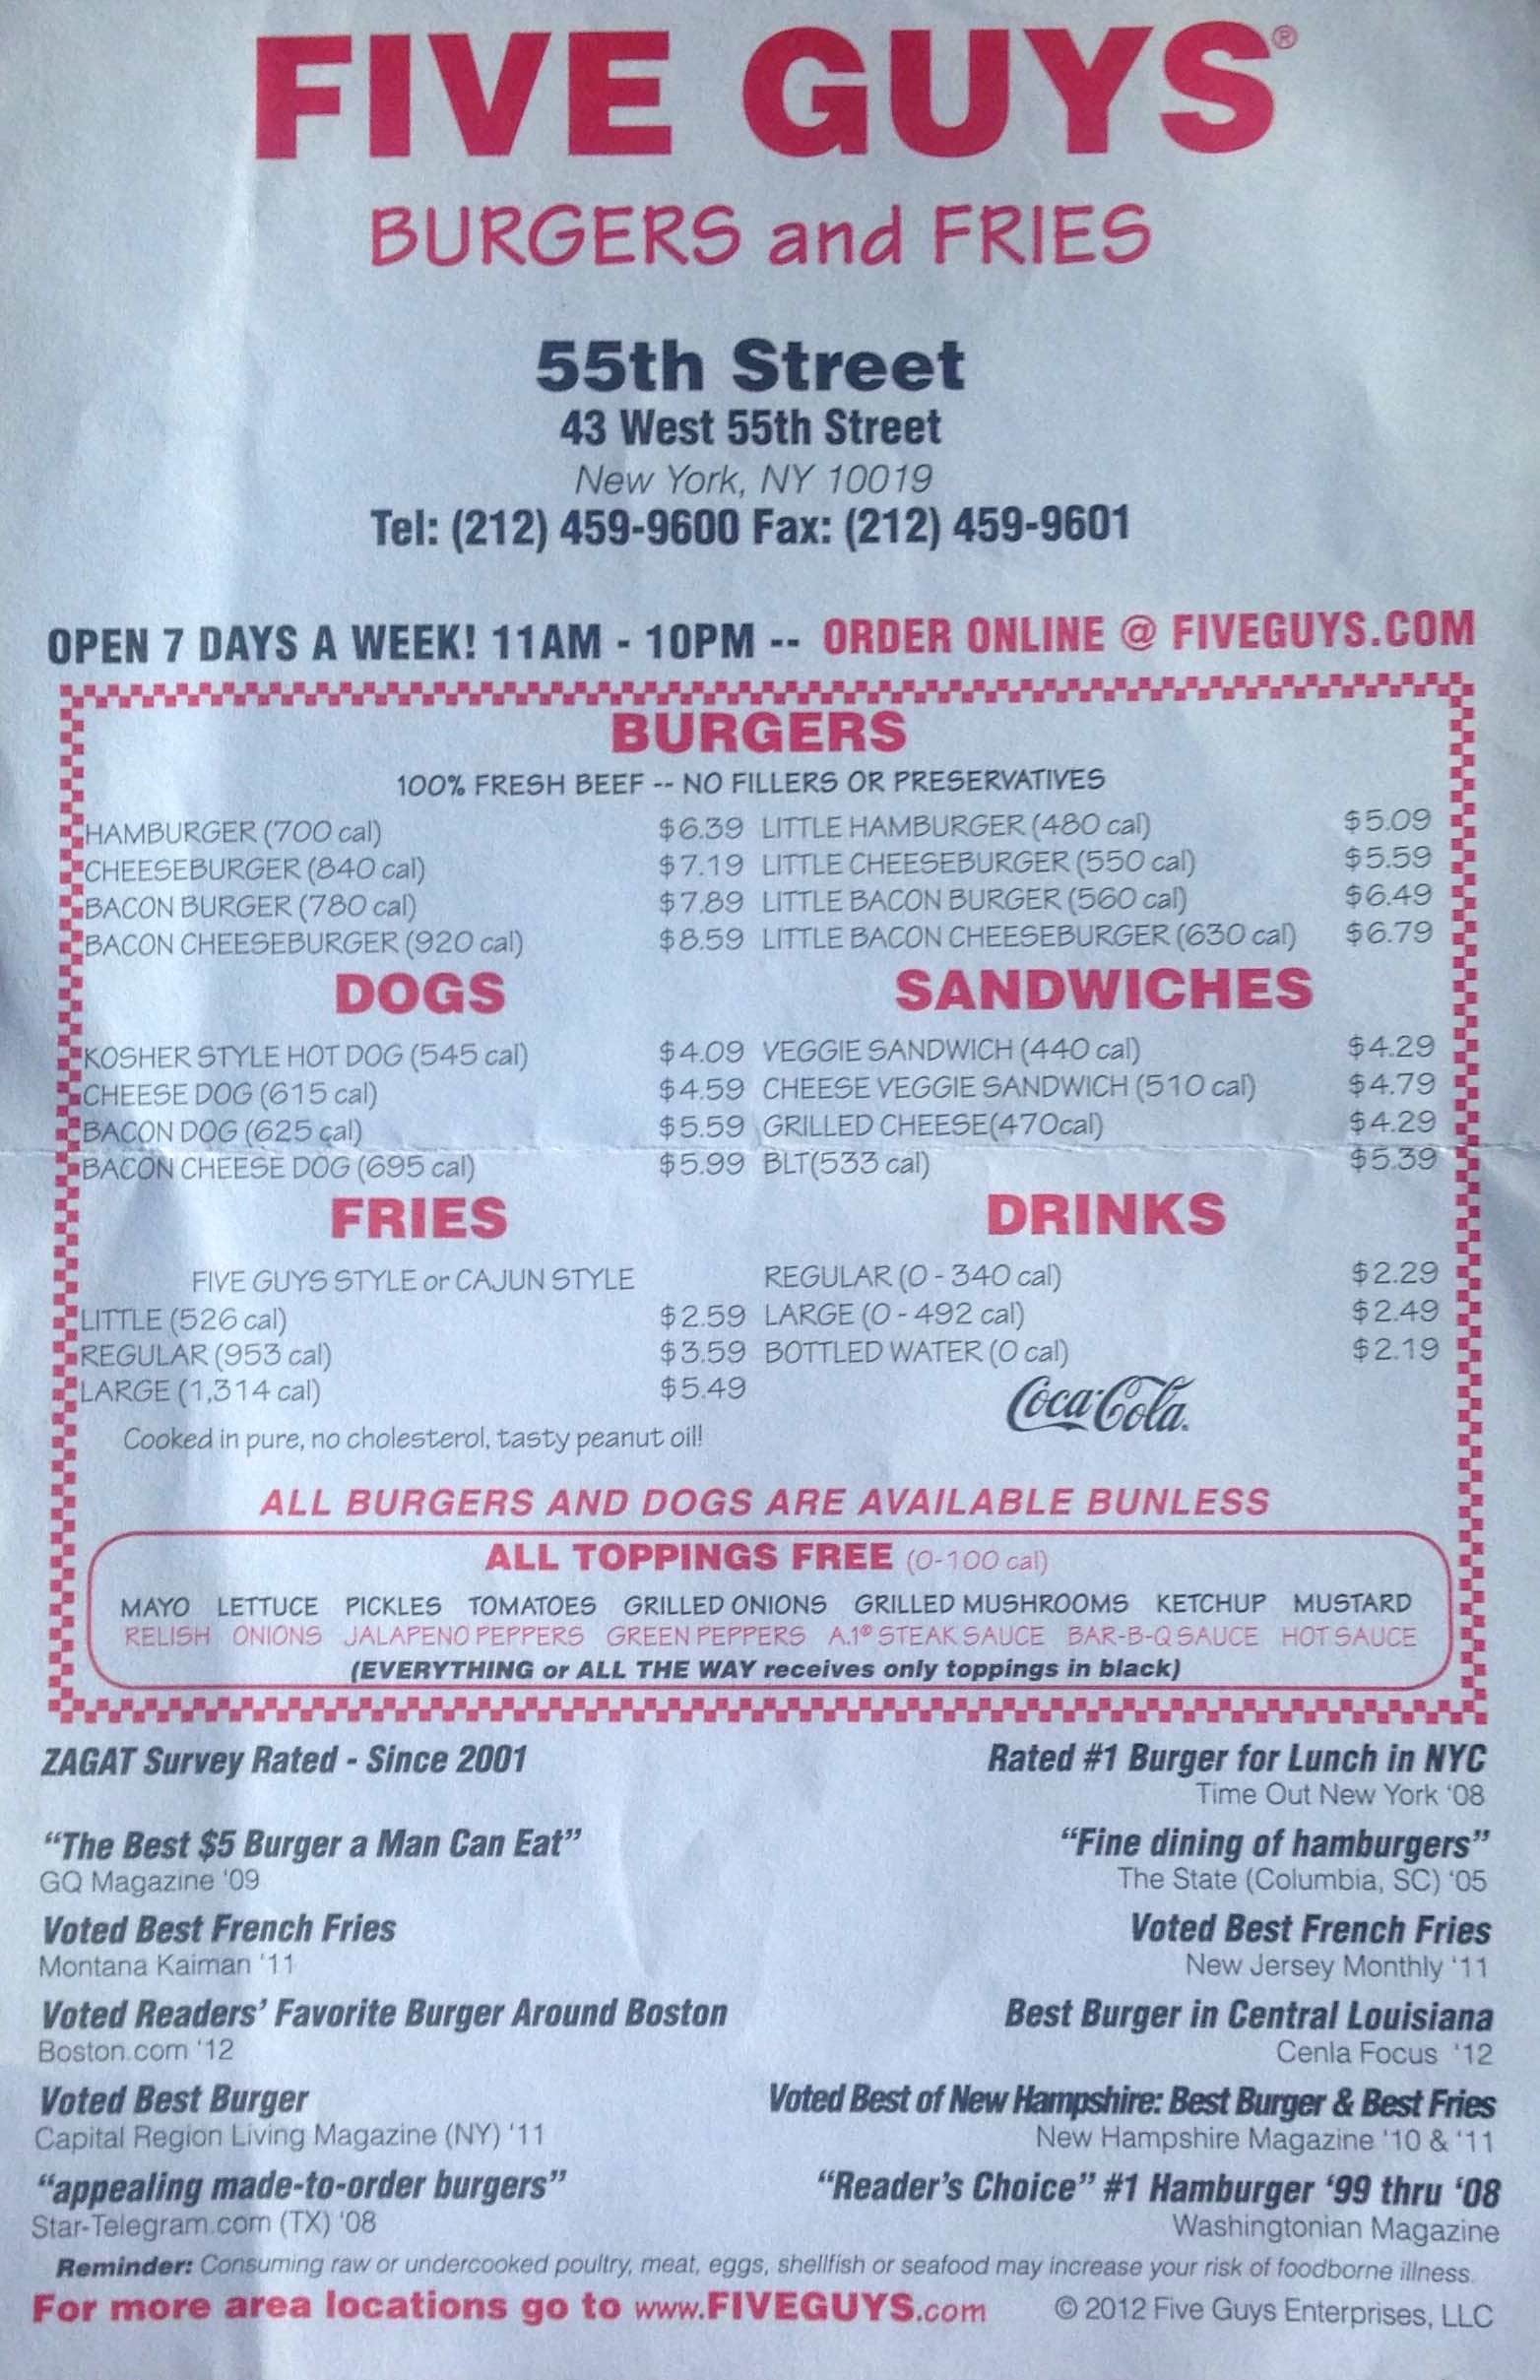 FIVE GUYS®
BURGERS and FRIES
55th Street
43 West 55th Street
New York, NY 10019
Tel: (212) 459-9600 Fax: (212) 459-9601
OPEN 7 DAYS A WEEK! 11AM - 10PM -- ORDER ONLINE @ FIVEGUYS.COM
BURGERS
100% FRESH BEEF -- NO FILLERS OR PRESERVATIVES
HAMBURGER (700 cal) $6.39 LITTLE HAMBURGER (480 cal) $5.09
CHEESEBURGER (840 cal) $7.19 LITTLE CHEESEBURGER (550 cal) $5.59
BACON BURGER (780 cal) $7.89 LITTLE BACON BURGER (560 cal) $6.49
BACON CHEESEBURGER (920 cal) $8.59 LITTLE BACON CHEESEBURGER (630 cal) $6.79
DOGS SANDWICHES
KOSHER STYLE HOT DOG (545 cal) $4.09 VEGGIE SANDWICH (440 cal) $4.29
CHEESE DOG (615 cal) $4.59 CHEESE VEGGIE SANDWICH (510 cal) $4.79
BACON DOG (625 cal) $5.59 GRILLED CHEESE(470cal) $4.29
BACON CHEESE DOG (695 cal) $5.99 BLT(533 cal) $5.39
FRIES DRINKS
FIVE GUYS STYLE or CAJUN STYLE REGULAR (0 - 340 cal) $2.29
LITTLE (526 cal) $2.59 LARGE (0 - 492 cal) $2.49
REGULAR (953 cal) $3.59 BOTTLED WATER (0 cal) $2.19
LARGE (1,314 cal) $5.49 Coca-Cola
Cooked in pure, no cholesterol, tasty peanut oil!
ALL BURGERS AND DOGS ARE AVAILABLE BUNLESS
ALL TOPPINGS FREE (0-100 cal)
MAYO LETTUCE PICKLES TOMATOES GRILLED ONIONS GRILLED MUSHROOMS KETCHUP MUSTARD
RELISH ONIONS JALAPENO PEPPERS GREEN PEPPERS A.1® STEAK SAUCE BAR-B-Q SAUCE HOT SAUCE
(EVERYTHING or ALL THE WAY receives only toppings in black)
ZAGAT Survey Rated - Since 2001 Rated #1 Burger for Lunch in NYC
Time Out New York '08
"The Best $5 Burger a Man Can Eat" "Fine dining of hamburgers"
GQ Magazine '09 The State (Columbia, SC) '05
Voted Best French Fries Voted Best French Fries
Montana Kaiman '11 New Jersey Monthly '11
Voted Readers' Favorite Burger Around Boston Best Burger in Central Louisiana
Boston.com '12 Cenla Focus '12
Voted Best Burger Voted Best of New Hampshire: Best Burger & Best Fries
Capital Region Living Magazine (NY) '11 New Hampshire Magazine '10 & '11
"appealing made-to-order burgers" "Reader's Choice" #1 Hamburger '99 thru '08
Star-Telegram.com (TX) '08 Washingtonian Magazine
Reminder: Consuming raw or undercooked poultry, meat, eggs, shellfish or seafood may increase your risk of foodborne illness.
For more area locations go to www.FIVEGUYS.com © 2012 Five Guys Enterprises, LLC